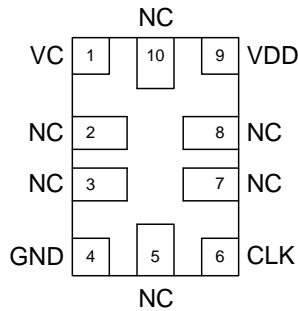 NC
VC 1 10 9 VDD
NC 2 8 NC
NC 3 7 NC
GND 4 5 6 CLK
NC